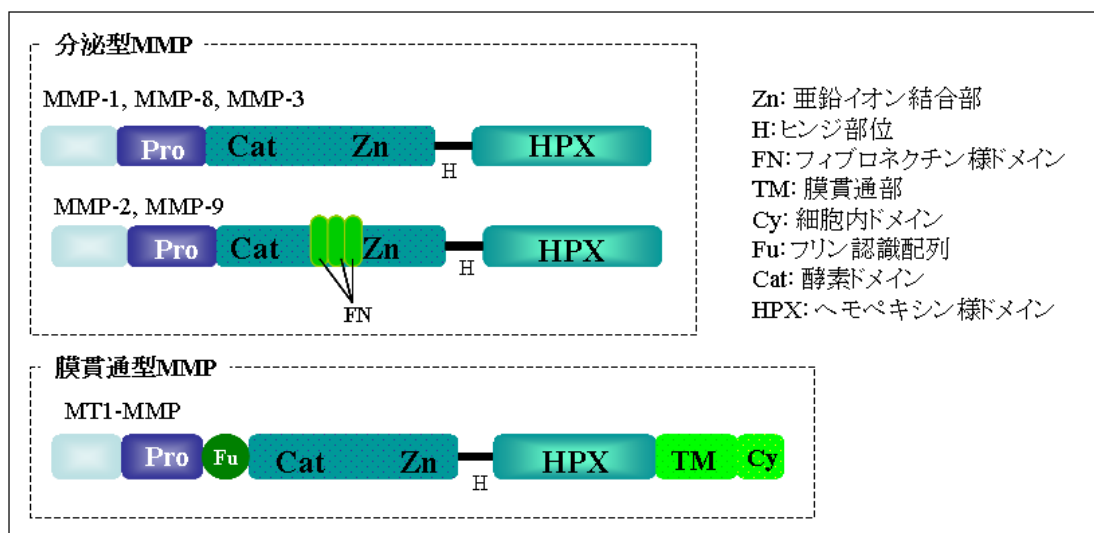 分泌型MMP
MMP-1, MMP-8, MMP-3
Pro Cat Zn HPX
H
MMP-2, MMP-9
Pro Cat Zn HPX
H
FN
Zn: 亜鉛イオン結合部
H:ヒンジ部位
FN:フィブロネクチン様ドメイン
TM: 膜貫通部
Cy: 細胞内ドメイン
Fu: フリン認識配列
Cat: 酵素ドメイン
HPX: ヘモペキシン様ドメイン
膜貫通型MMP
MT1-MMP
Pro Fu Cat Zn HPX TM Cy
H